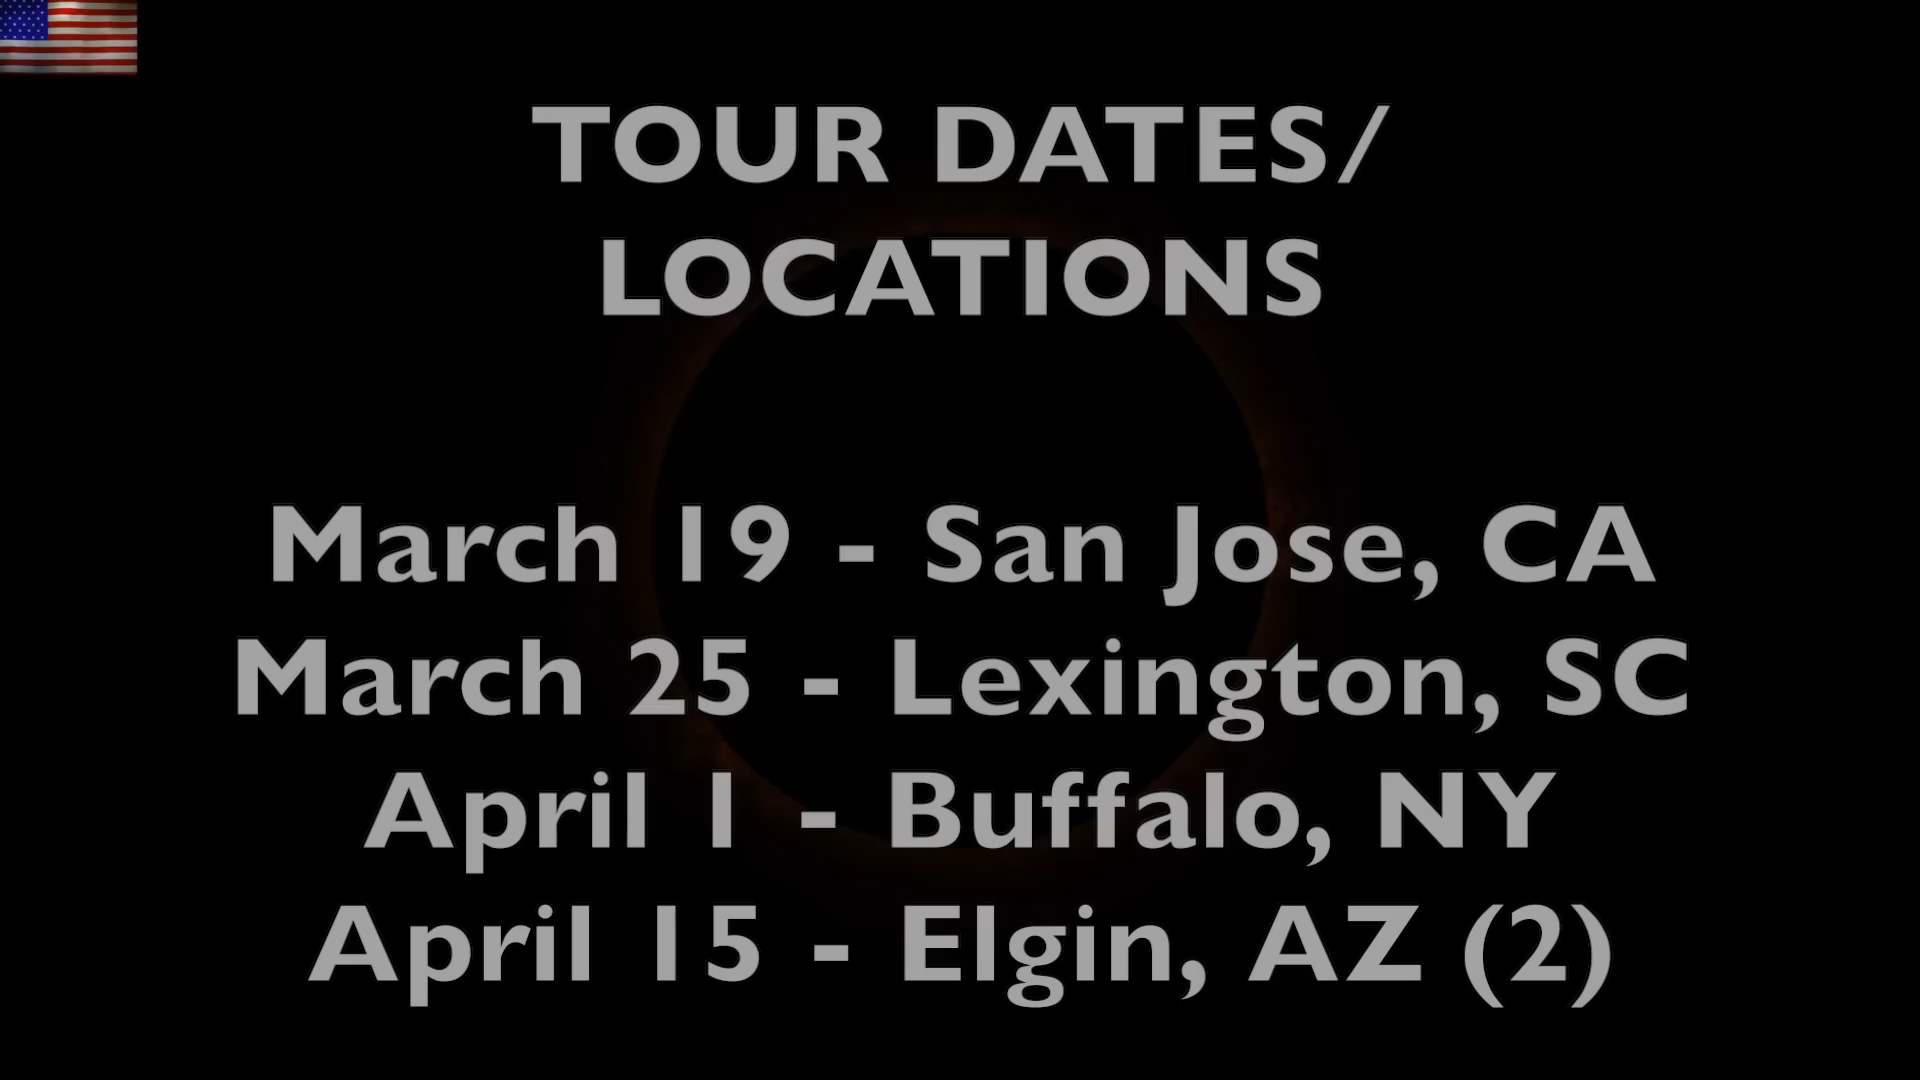 TOUR DATES/
LOCATIONS
March 19 - San Jose, CA
March 25 - Lexington, SC
April 1 - Buffalo, NY
April 15 - Elgin, AZ (2)